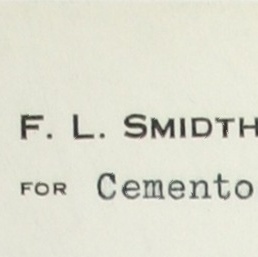 F. L. SMIDTH
FOR Cemento